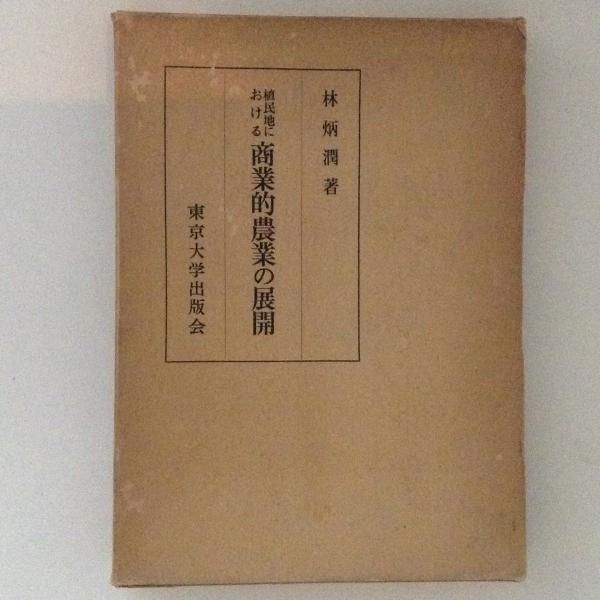 林炳潤著
植民地に
おける
商業的農業の展開
東京大学出版会